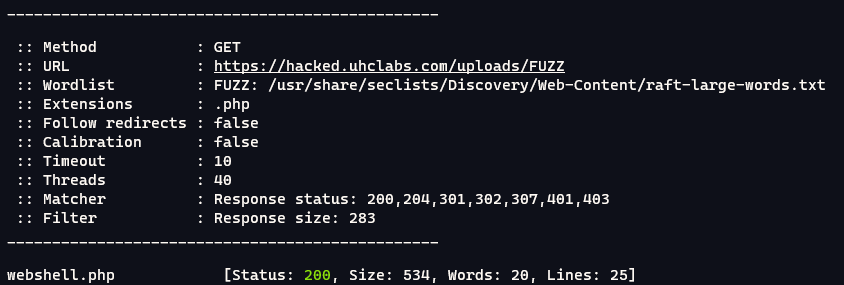 ________________________________________________
:: Method : GET
:: URL : https://hacked.uhclabs.com/uploads/FUZZ
:: Wordlist : FUZZ: /usr/share/seclists/Discovery/Web-Content/raft-large-words.txt
:: Extensions : .php
:: Follow redirects : false
:: Calibration : false
:: Timeout : 10
:: Threads : 40
:: Matcher : Response status: 200,204,301,302,307,401,403
:: Filter : Response size: 283
________________________________________________
webshell.php [Status: 200, Size: 534, Words: 20, Lines: 25]